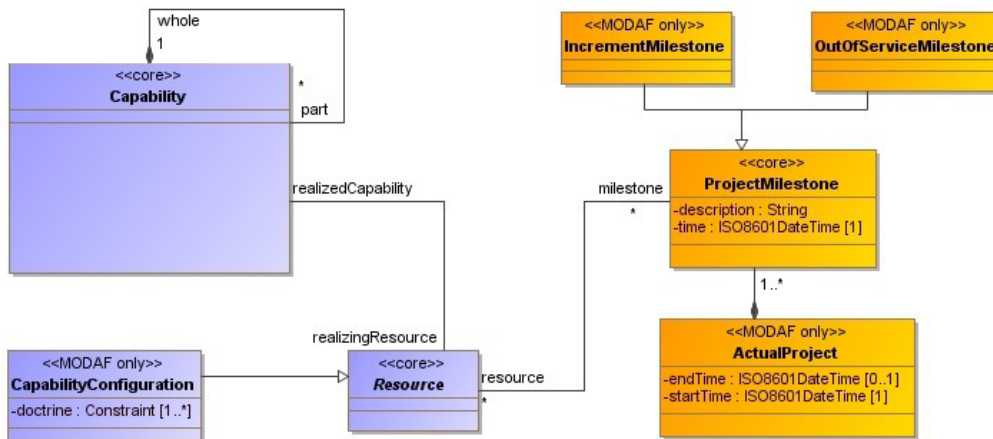 whole
1
<<core>>
Capability
*
part
<<MODAF only>>
IncrementMilestone
<<MODAF only>>
OutOfServiceMilestone
<<core>>
ProjectMilestone
-description : String
-time : ISO8601DateTime [1]
realizedCapability
milestone
*
1..*
<<MODAF only>>
ActualProject
-endTime : ISO8601DateTime [0..1]
-startTime : ISO8601DateTime [1]
realizingResource
<<MODAF only>>
CapabilityConfiguration
-doctrine : Constraint [1..*]
<<core>>
Resource
resource
*